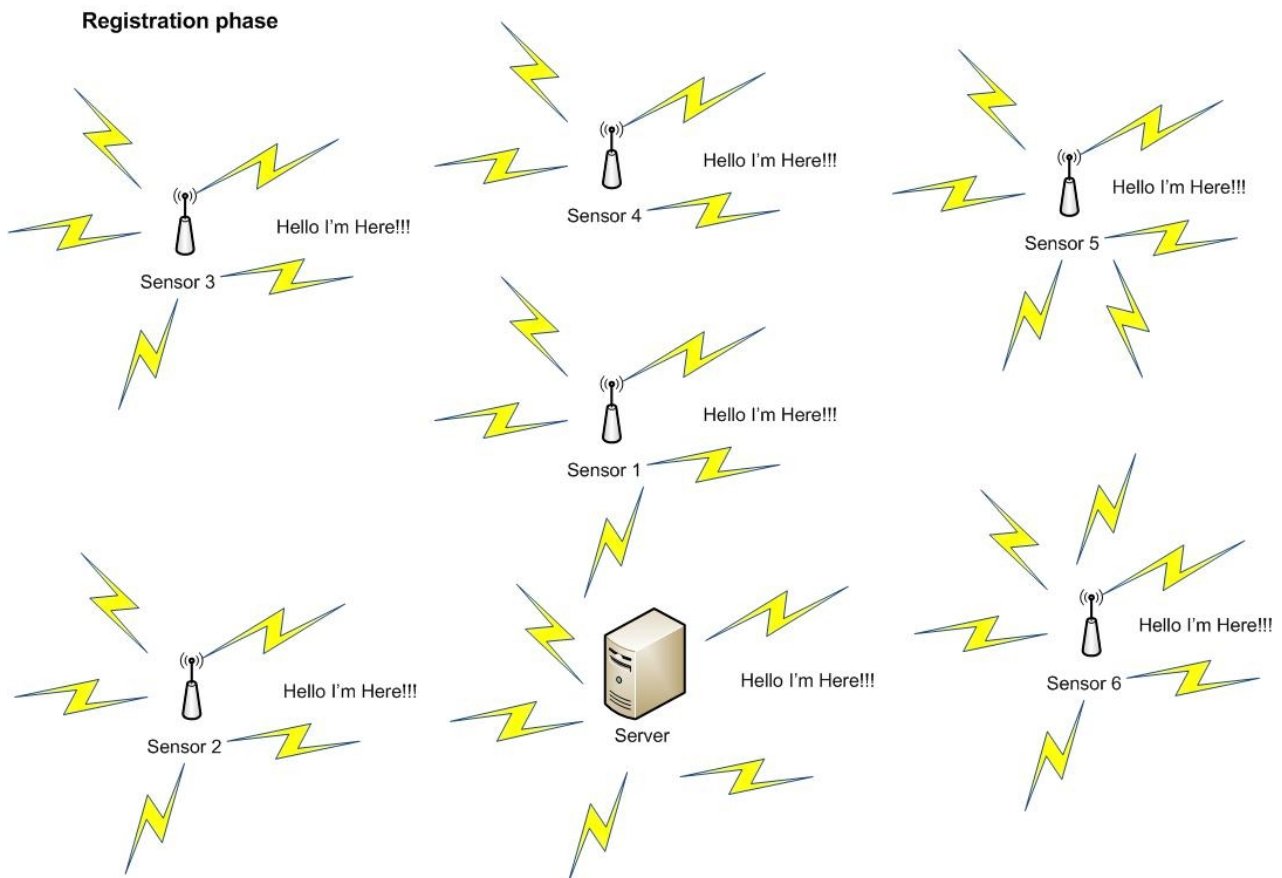 Registration phase
Hello I'm Here!!!
Sensor 4
Hello I'm Here!!!
Sensor 5
Hello I'm Here!!!
Sensor 3
Hello I'm Here!!!
Sensor 1
Hello I'm Here!!!
Sensor 6
Hello I'm Here!!!
Sensor 2
Hello I'm Here!!!
Server